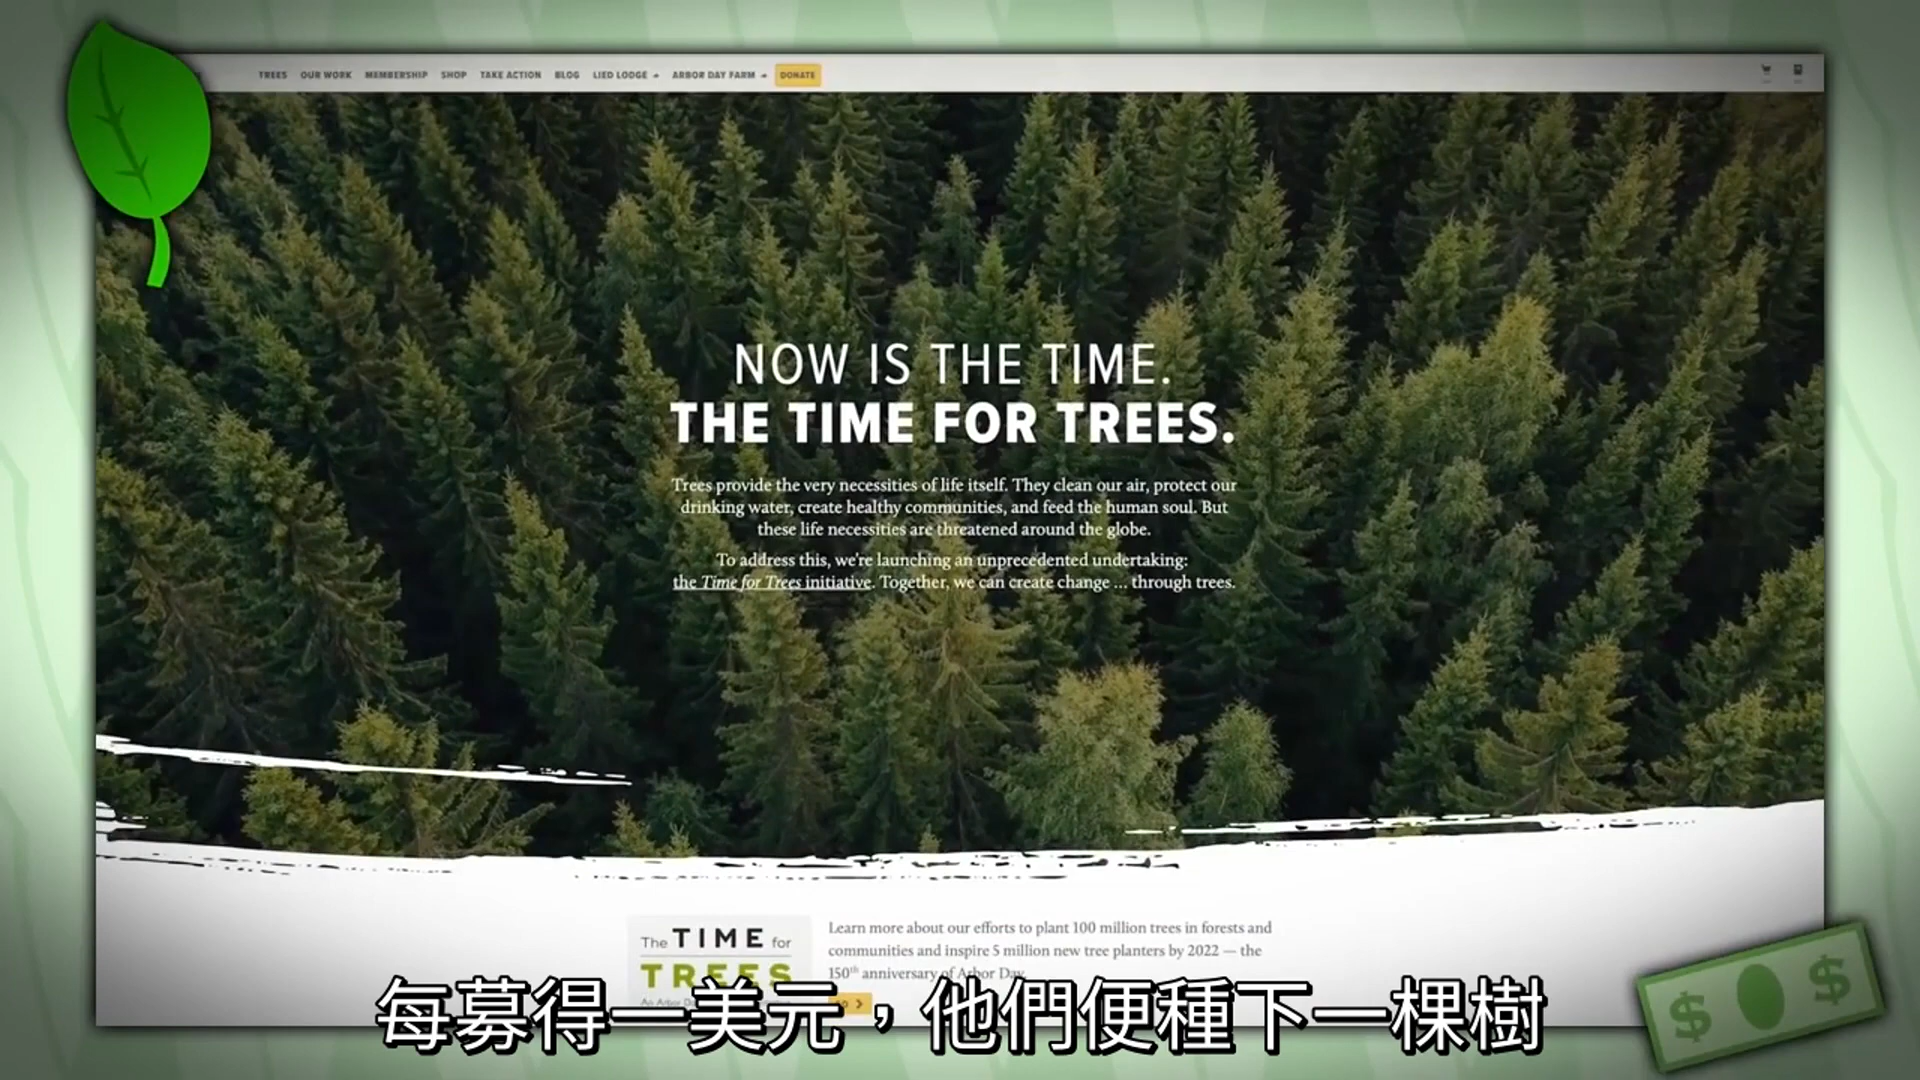 TREES OUR WORK MEMBERSHIP SHOP TAKE ACTION BLOG LIED LODGE ARBOR DAY FARM DONATE
NOW IS THE TIME.
THE TIME FOR TREES.
Trees provide the very necessities of life itself. They clean our air, protect our
drinking water, create healthy communities, and feed the human soul. But
these life necessities are threatened around the globe.
To address this, we're launching an unprecedented undertaking:
the Time for Trees initiative. Together, we can create change ... through trees.
The TIME for
TREES
Learn more about our efforts to plant 100 million trees in forests and
communities and inspire 5 million new tree planters by 2022 — the
150th anniversary of Arbor Day.
An Arbor
每募得一美元，他們便種下一棵樹
$ $